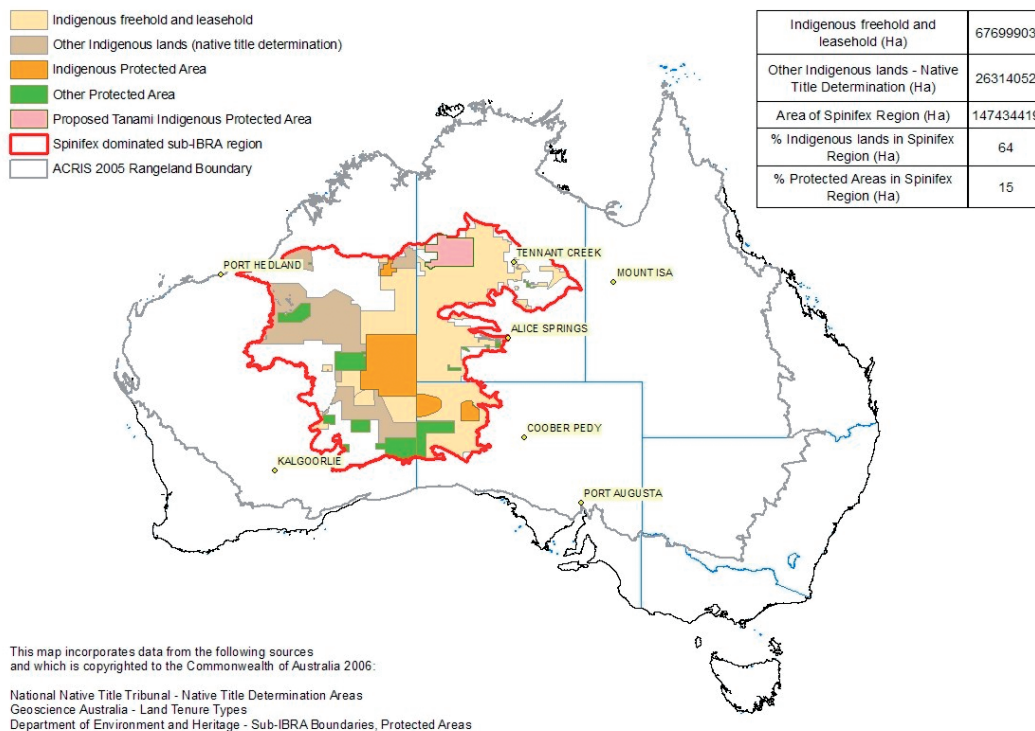 Indigenous freehold and leasehold
Other Indigenous lands (native title determination)
Indigenous Protected Area
Other Protected Area
Proposed Tanami Indigenous Protected Area
Spinifex dominated sub-IBRA region
ACRIS 2005 Rangeland Boundary
Indigenous freehold and
leasehold (Ha)
67699903
Other Indigenous lands - Native
Title Determination (Ha)
26314052
Area of Spinifex Region (Ha)
147434419
% Indigenous lands in Spinifex
Region (Ha)
64
% Protected Areas in Spinifex
Region (Ha)
15
TENNANT CREEK
PORT HEDLAND
MOUNT ISA
ALICE SPRINGS
COOBER PEDY
KALGOORLIE
PORT AUGUSTA
This map incorporates data from the following sources
and which is copyrighted to the Commonwealth of Australia 2006:
National Native Title Tribunal - Native Title Determination Areas
Geoscience Australia - Land Tenure Types
Department of Environment and Heritage - Sub-IBRA Boundaries, Protected Areas